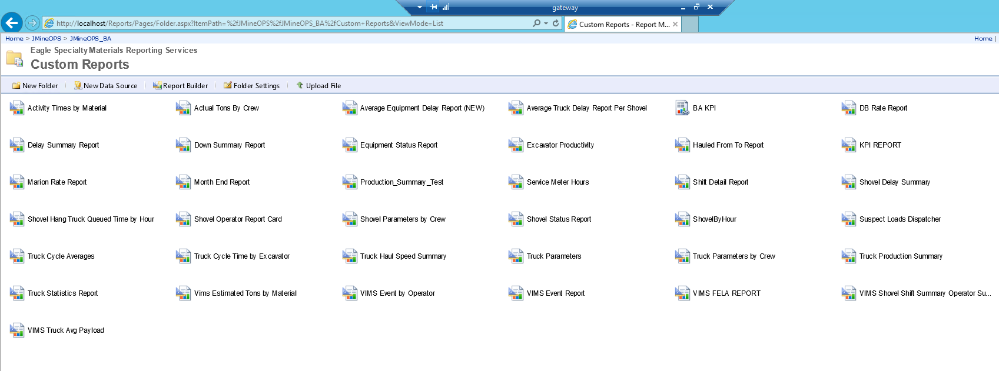 gateway
http://localhost/Reports/Pages/Folder.aspx?ItemPath=%2fJMineOPS%2fJMineOPS_BA%2fCustom+Reports&ViewMode=List
Custom Reports - Report M...
Home > JMineOPS > JMineOPS_BA
Home |
Eagle Specialty Materials Reporting Services
Custom Reports
New Folder | New Data Source | Report Builder | Folder Settings | Upload File
Activity Times by Material Actual Tons By Crew Average Equipment Delay Report (NEW) Average Truck Delay Report Per Shovel BA KPI DB Rate Report
Delay Summary Report Down Summary Report Equipment Status Report Excavator Productivity Hauled From To Report KPI REPORT
Marion Rate Report Month End Report Production_Summary_Test Service Meter Hours Shift Detail Report Shovel Delay Summary
Shovel Hang Truck Queued Time by Hour Shovel Operator Report Card Shovel Parameters by Crew Shovel Status Report ShovelByHour Suspect Loads Dispatcher
Truck Cycle Averages Truck Cycle Time by Excavator Truck Haul Speed Summary Truck Parameters Truck Parameters by Crew Truck Production Summary
Truck Statistics Report Vims Estimated Tons by Material VIMS Event by Operator VIMS Event Report VIMS FELA REPORT VIMS Shovel Shift Summary Operator Su...
VIMS Truck Avg Payload